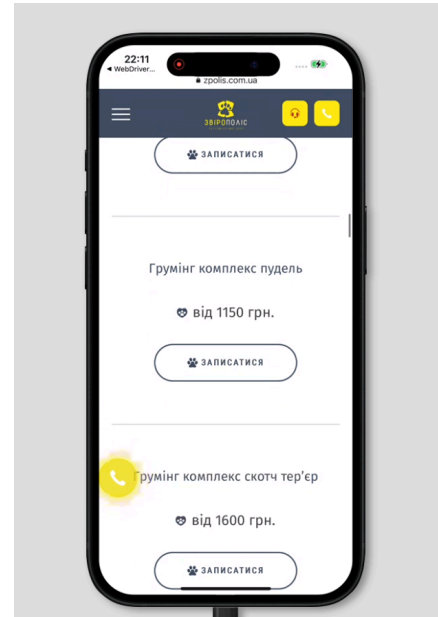 22:11
◂ WebDriver...
zpolis.com.ua
ЗВІРОПОЛІС
ЗАПИСАТИСЯ
Грумінг комплекс пудель
від 1150 грн.
ЗАПИСАТИСЯ
Грумінг комплекс скотч тер'єр
від 1600 грн.
ЗАПИСАТИСЯ